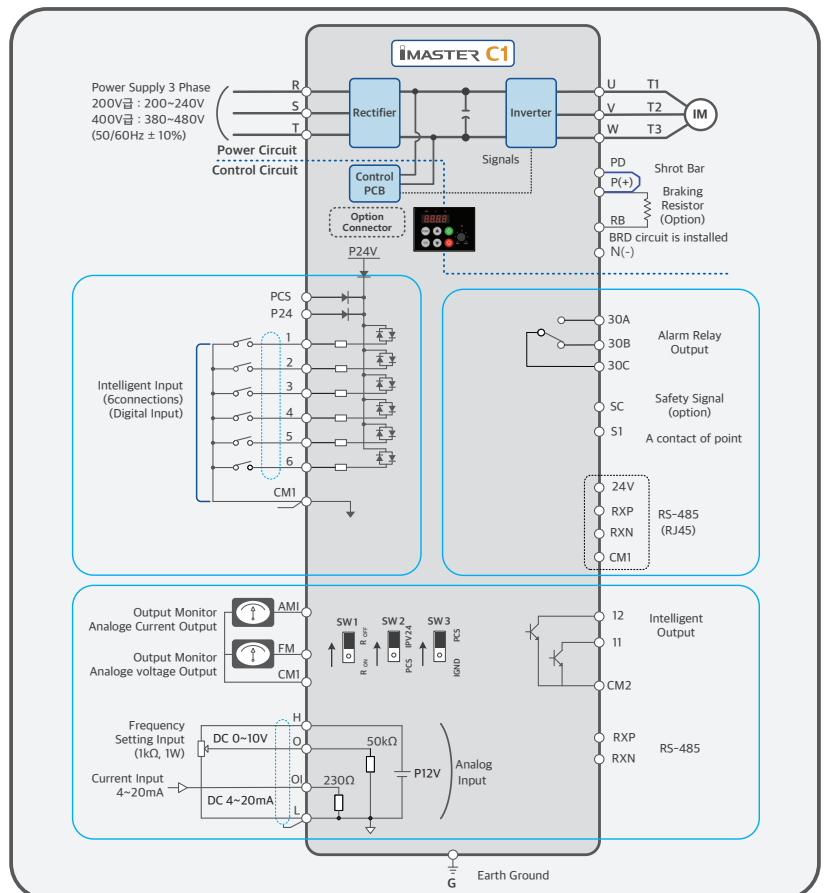 iMASTER C1
Power Supply 3 Phase
200V급 : 200~240V
400V급 : 380~480V
(50/60Hz ± 10%)
R
S
T
Rectifier
Inverter
U T1
V T2
W T3
IM
Power Circuit
Control Circuit
Signals
Control
PCB
Option
Connector
8888
PD
P(+)
Shrot Bar
Braking
Resistor
(Option)
RB
BRD circuit is installed
N(-)
P24V
PCS
P24
1
2
3
4
5
6
CM1
Intelligent Input
(6connections)
(Digital Input)
30A
30B
30C
Alarm Relay
Output
SC
Safety Signal
(option)
S1
A contact of point
24V
RXP
RXN
CM1
RS-485
(RJ45)
Output Monitor
Analoge Current Output
AMI
Output Monitor
Analoge voltage Output
FM
CM1
SW1
R OFF
R ON
SW2
IPV24
PCS
SW3
PCS
IGND
12
11
CM2
Intelligent
Output
RXP
RXN
RS-485
Frequency
Setting Input
(1kΩ, 1W)
Current Input
4~20mA
H
DC 0~10V
O
OI
DC 4~20mA
L
50kΩ
230Ω
P12V
Analog
Input
G
Earth Ground